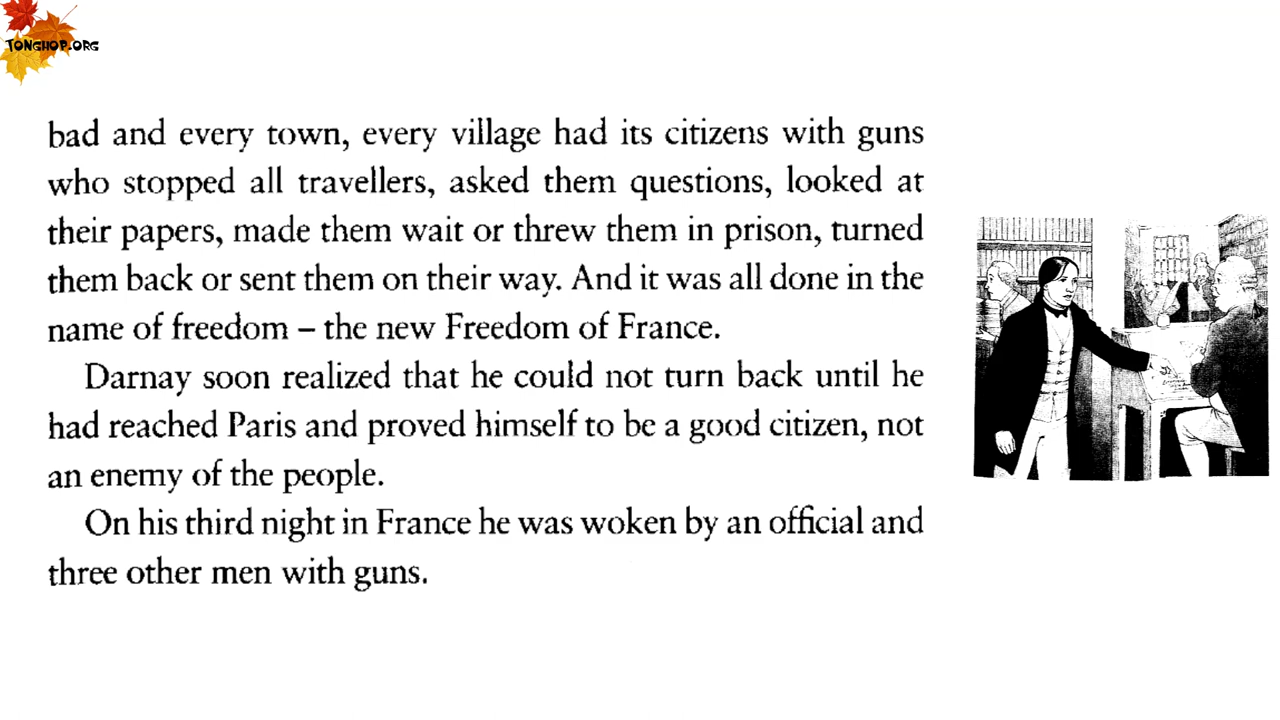 TONGHOP.ORG
bad and every town, every village had its citizens with guns
who stopped all travellers, asked them questions, looked at
their papers, made them wait or threw them in prison, turned
them back or sent them on their way. And it was all done in the
name of freedom – the new Freedom of France.
Darnay soon realized that he could not turn back until he
had reached Paris and proved himself to be a good citizen, not
an enemy of the people.
On his third night in France he was woken by an official and
three other men with guns.